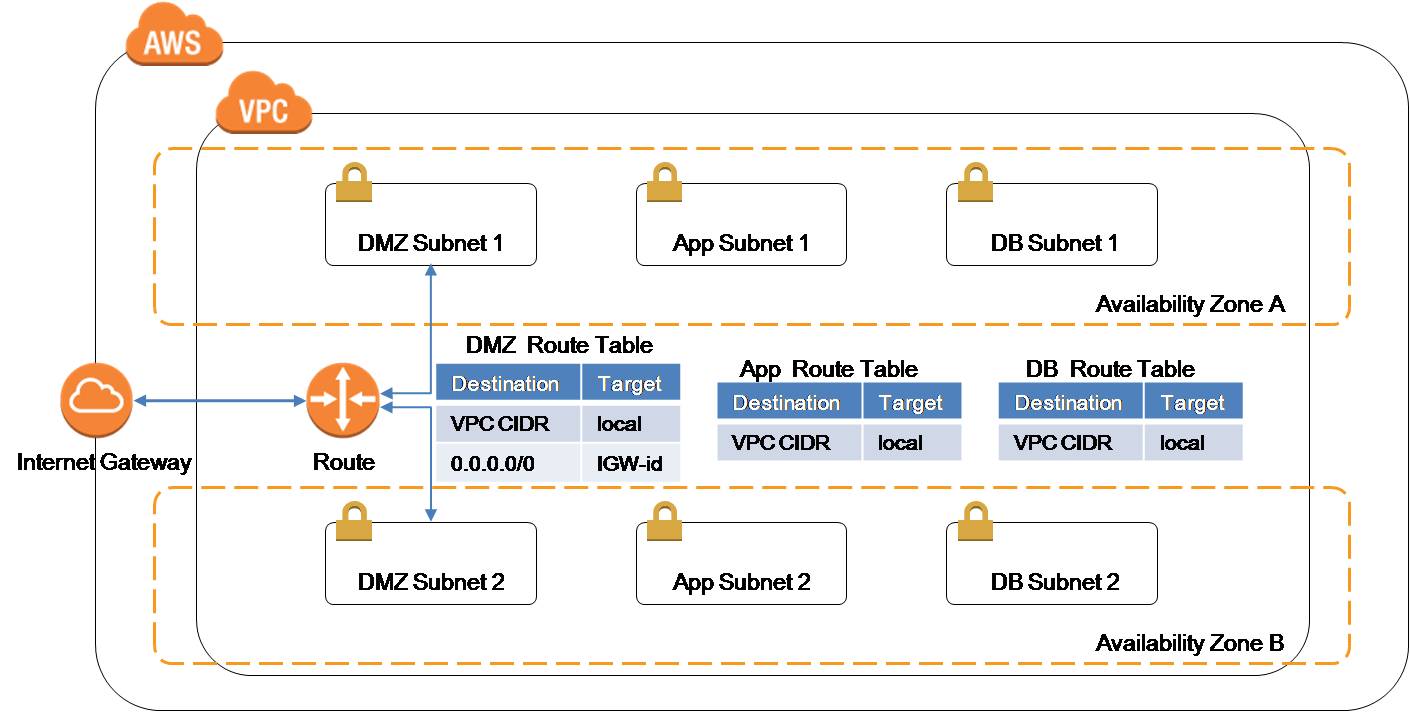 AWS
VPC
DMZ Subnet 1
App Subnet 1
DB Subnet 1
Availability Zone A
DMZ Route Table
Destination Target
VPC CIDR local
0.0.0.0/0 IGW-id
App Route Table
Destination Target
VPC CIDR local
DB Route Table
Destination Target
VPC CIDR local
Internet Gateway
Route
DMZ Subnet 2
App Subnet 2
DB Subnet 2
Availability Zone B